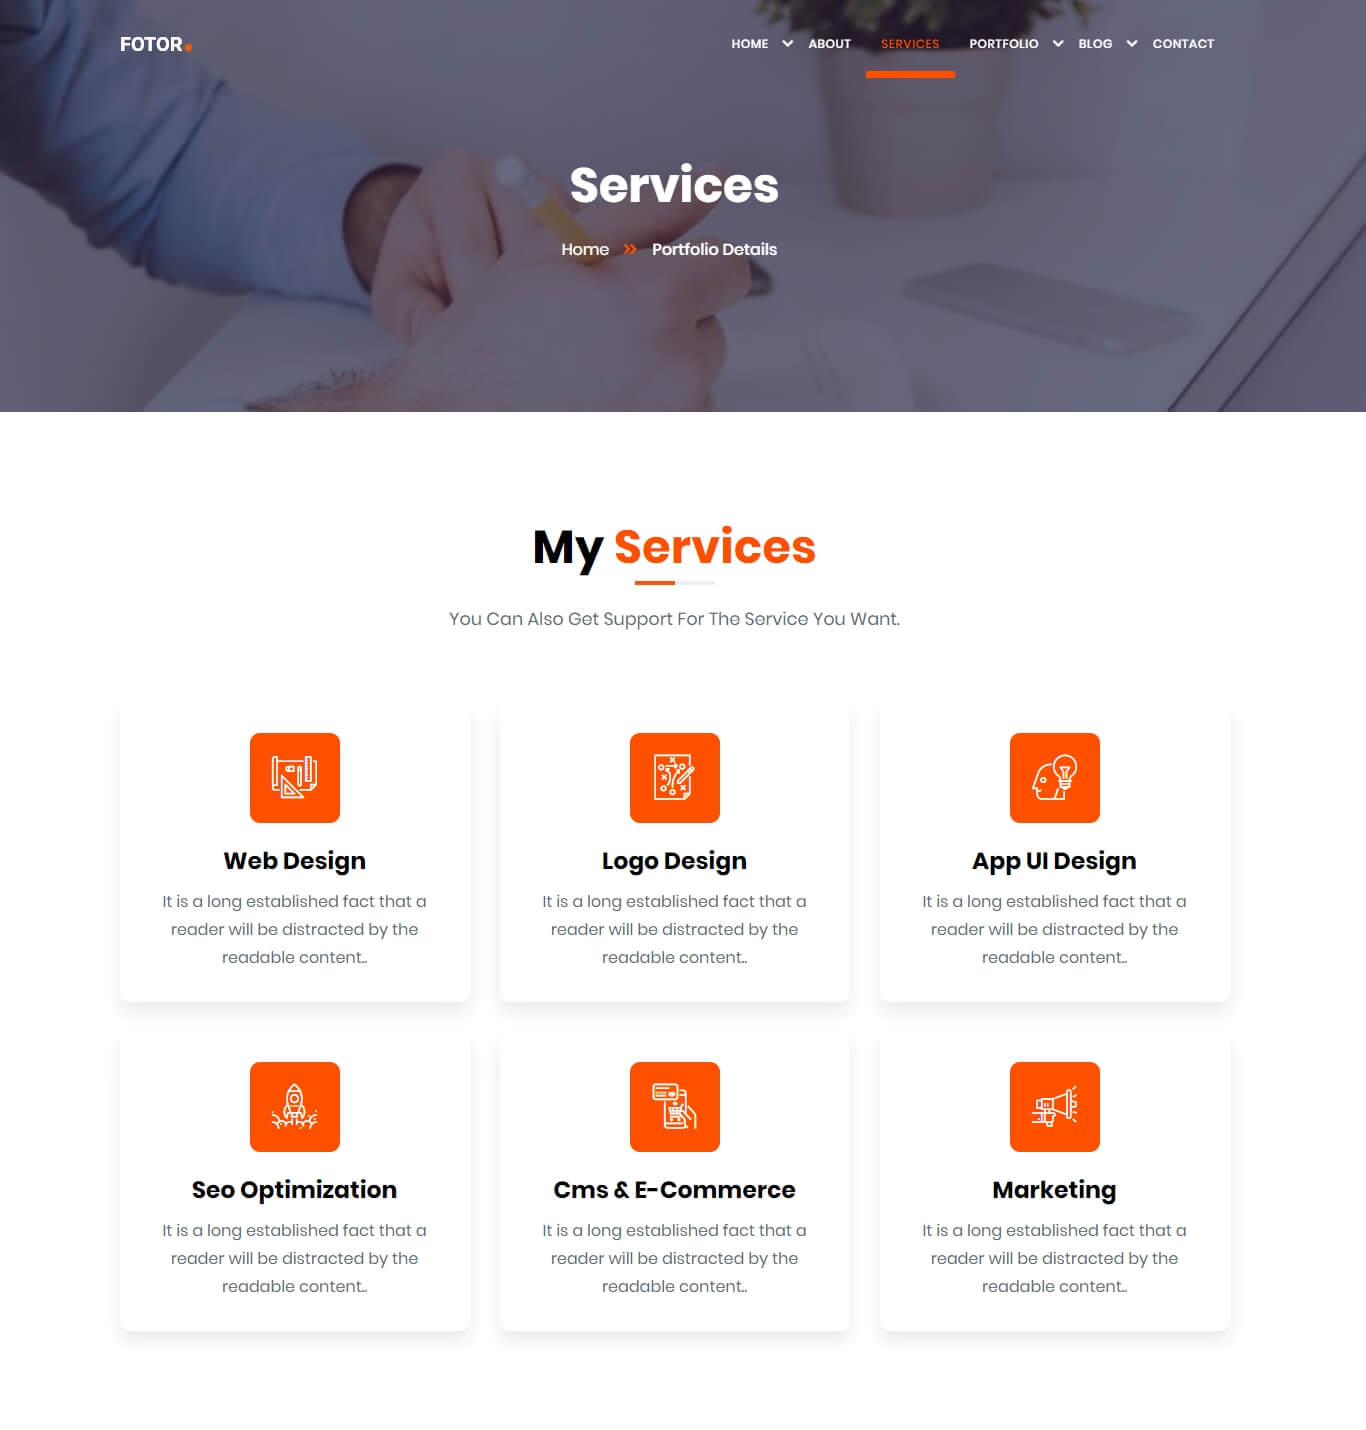 FOTOR.
HOME ABOUT SERVICES PORTFOLIO BLOG CONTACT
Services
Home » Portfolio Details
My Services
You Can Also Get Support For The Service You Want.
Web Design
It is a long established fact that a
reader will be distracted by the
readable content..
Logo Design
It is a long established fact that a
reader will be distracted by the
readable content..
App UI Design
It is a long established fact that a
reader will be distracted by the
readable content..
Seo Optimization
It is a long established fact that a
reader will be distracted by the
readable content..
Cms & E-Commerce
It is a long established fact that a
reader will be distracted by the
readable content..
Marketing
It is a long established fact that a
reader will be distracted by the
readable content..